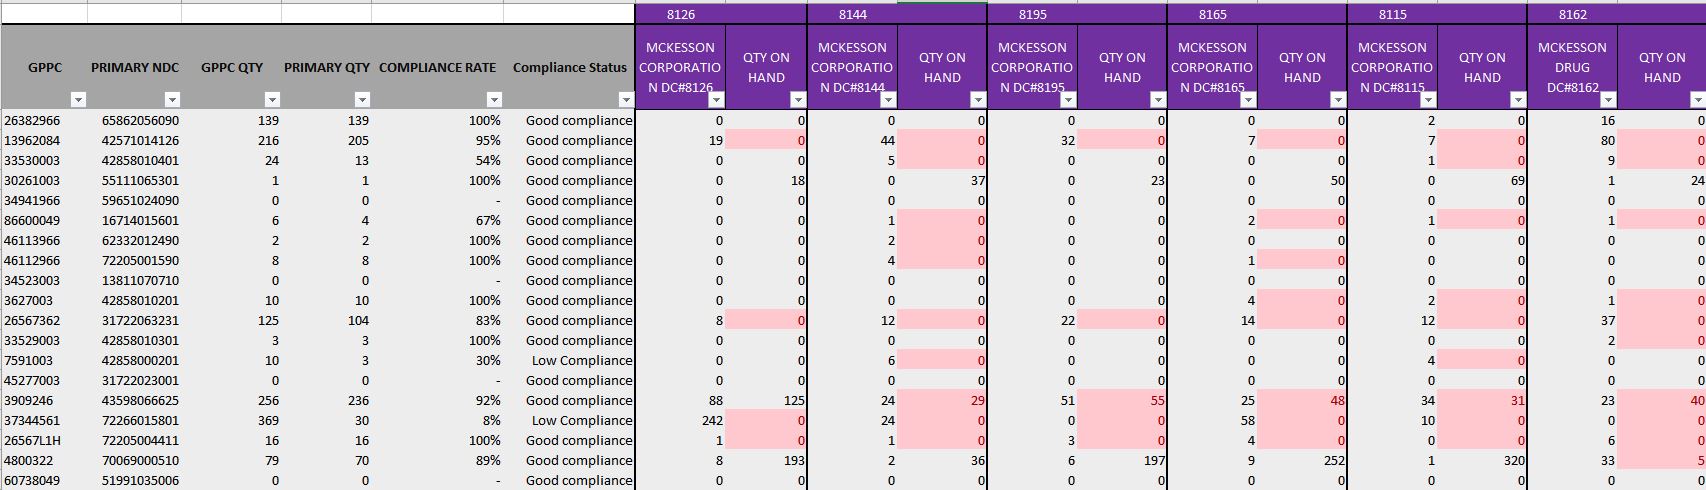 8126 8144 8195 8165 8115 8162
GPPC PRIMARY NDC GPPC QTY PRIMARY QTY COMPLIANCE RATE Compliance Status MCKESSON CORPORATIO N DC#8126 QTY ON HAND MCKESSON CORPORATIO N DC#8144 QTY ON HAND MCKESSON CORPORATIO N DC#8195 QTY ON HAND MCKESSON CORPORATIO N DC#8165 QTY ON HAND MCKESSON CORPORATIO N DC#8115 QTY ON HAND MCKESSON DRUG DC#8162 QTY ON HAND
26382966 65862056090 139 139 100% Good compliance 0 0 0 0 0 0 0 0 2 0 16 0
13962084 42571014126 216 205 95% Good compliance 19 0 44 0 32 0 7 0 7 0 80 0
33530003 42858010401 24 13 54% Good compliance 0 0 5 0 0 0 0 0 1 0 9 0
30261003 55111065301 1 1 100% Good compliance 0 18 0 37 0 23 0 50 0 69 1 24
34941966 59651024090 0 0 - Good compliance 0 0 0 0 0 0 0 0 0 0 0 0
86600049 16714015601 6 4 67% Good compliance 0 0 1 0 0 0 2 0 1 0 1 0
46113966 62332012490 2 2 100% Good compliance 0 0 2 0 0 0 0 0 0 0 0 0
46112966 72205001590 8 8 100% Good compliance 0 0 4 0 0 0 1 0 0 0 0 0
34523003 13811070710 0 0 - Good compliance 0 0 0 0 0 0 0 0 0 0 0 0
3627003 42858010201 10 10 100% Good compliance 0 0 0 0 0 0 4 0 2 0 1 0
26567362 31722063231 125 104 83% Good compliance 8 0 12 0 22 0 14 0 12 0 37 0
33529003 42858010301 3 3 100% Good compliance 0 0 0 0 0 0 0 0 0 0 2 0
7591003 42858000201 10 3 30% Low Compliance 0 0 6 0 0 0 0 0 4 0 0 0
45277003 31722023001 0 0 - Good compliance 0 0 0 0 0 0 0 0 0 0 0 0
3909246 43598066625 256 236 92% Good compliance 88 125 24 29 51 55 25 48 34 31 23 40
37344561 72266015801 369 30 8% Low Compliance 242 0 24 0 0 0 58 0 10 0 0 0
26567L1H 72205004411 16 16 100% Good compliance 1 0 1 0 3 0 4 0 0 0 6 0
4800322 70069000510 79 70 89% Good compliance 8 193 2 36 6 197 9 252 1 320 33 5
60738049 51991035006 0 0 - Good compliance 0 0 0 0 0 0 0 0 0 0 0 0